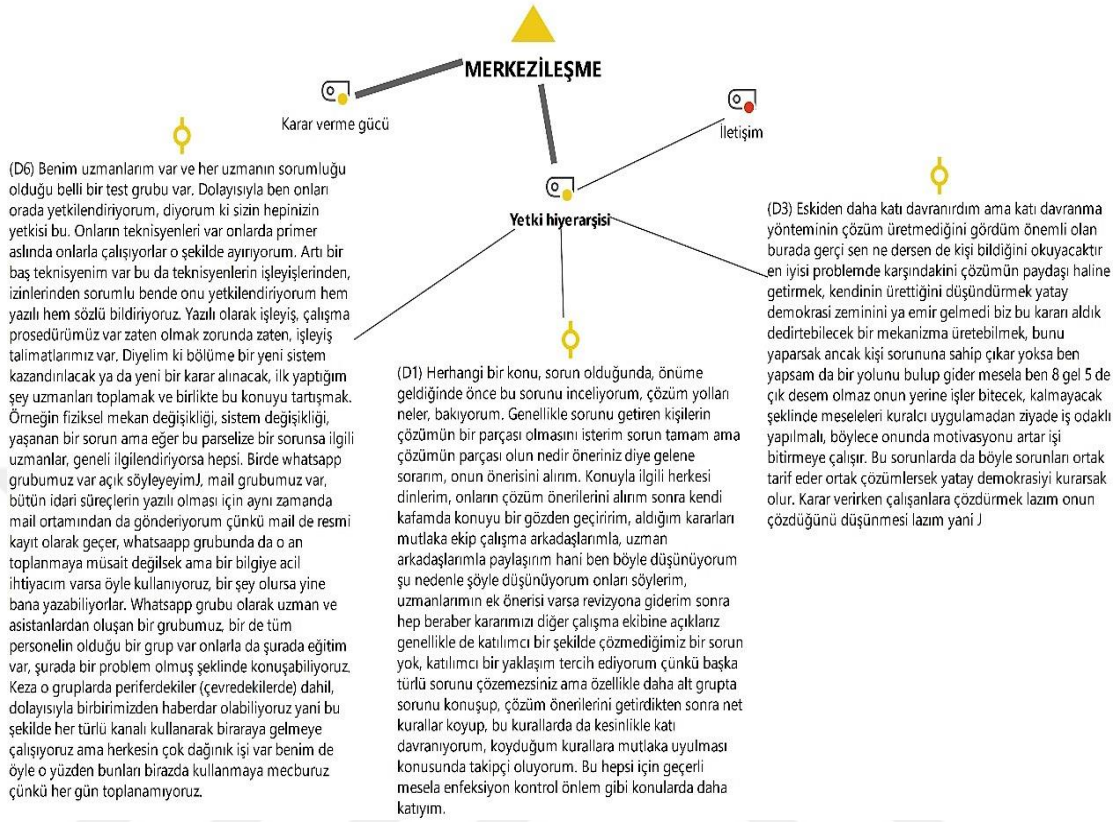 MERKEZİLEŞME
Karar verme gücü
İletişim
Yetki hiyerarşisi
(D6) Benim uzmanlarım var ve her uzmanın sorumluğu
olduğu belli bir test grubu var. Dolayısıyla ben onları
orada yetkilendiriyorum, diyorum ki sizin hepinizin
yetkisi bu. Onların teknisyenleri var onlarda primer
aslında onlarla çalışıyorlar o şekilde ayırıyorum. Artı bir
baş teknisyenim var bu da teknisyenlerin işleyişlerinden,
izinlerinden sorumlu bende onu yetkilendiriyorum hem
yazılı hem sözlü bildiriyoruz. Yazılı olarak işleyiş, çalışma
prosedürümüz var zaten olmak zorunda zaten, işleyiş
talimatlarımız var. Diyelim ki bölüme bir yeni sistem
kazandırılacak ya da yeni bir karar alınacak, ilk yaptığım
şey uzmanları toplamak ve birlikte bu konuyu tartışmak.
Örneğin fiziksel mekan değişikliği, sistem değişikliği,
yaşanan bir sorun ama eğer bu parselize bir sorunsa ilgili
uzmanlar, geneli ilgilendiriyorsa hepsi. Birde whatsapp
grubumuz var açık söyleyeyimJ, mail grubumuz var,
bütün idari süreçlerin yazılı olması için aynı zamanda
mail ortamından da gönderiyorum çünkü mail de resmi
kayıt olarak geçer, whatsaapp grubunda da o an
toplanmaya müsait değilsek ama bir bilgiye acil
ihtiyacım varsa öyle kullanıyoruz, bir şey olursa yine
bana yazabiliyorlar. Whatsapp grubu olarak uzman ve
asistanlardan oluşan bir grubumuz, bir de tüm
personelin olduğu bir grup var onlarla da şurada eğitim
var, şurada bir problem olmuş şeklinde konuşabiliyoruz.
Keza o gruplarda periferdekiler (çevredekilerde) dahil,
dolayısıyla birbirimizden haberdar olabiliyoruz yani bu
şekilde her türlü kanalı kullanarak biraraya gelmeye
çalışıyoruz ama herkesin çok dağınık işi var benim de
öyle o yüzden bunları birazda kullanmaya mecburuz
çünkü her gün toplanamıyoruz.
(D1) Herhangi bir konu, sorun olduğunda, önüme
geldiğinde önce bu sorunu inceliyorum, çözüm yolları
neler, bakıyorum. Genellikle sorunu getiren kişilerin
çözümün bir parçası olmasını isterim sorun tamam ama
çözümün parçası olun nedir öneriniz diye gelene
sorarım, onun önerisini alırım. Konuyla ilgili herkesi
dinlerim, onların çözüm önerilerini alırım sonra kendi
kafamda konuyu bir gözden geçiririm, aldığım kararları
mutlaka ekip çalışma arkadaşlarımla, uzman
arkadaşlarımla paylaşırım hani ben böyle düşünüyorum
şu nedenle şöyle düşünüyorum onları söylerim,
uzmanlarımın ek önerisi varsa revizyona giderim sonra
hep beraber kararımızı diğer çalışma ekibine açıklarız
genellikle de katılımcı bir şekilde çözmediğimiz bir sorun
yok, katılımcı bir yaklaşım tercih ediyorum çünkü başka
türlü sorunu çözemezsiniz ama özellikle daha alt grupta
sorunu konuşup, çözüm önerilerini getirdikten sonra net
kurallar koyup, bu kurallarda da kesinlikle katı
davranıyorum, koyduğum kurallara mutlaka uyulması
konusunda takipçi oluyorum. Bu hepsi için geçerli
mesela enfeksiyon kontrol önlem gibi konularda daha
katıyım.
(D3) Eskiden daha katı davranırdım ama katı davranma
yönteminin çözüm üretmediğini gördüm önemli olan
burada gerçi sen ne dersen de kişi bildiğini okuyacaktır
en iyisi problemde karşındakini çözümün paydaşı haline
getirmek, kendinin ürettiğini düşündürmek yatay
demokrasi zeminini ya emir gelmedi biz bu kararı aldık
dedirtebilecek bir mekanizma üretebilmek, bunu
yaparsak ancak kişi sorununa sahip çıkar yoksa ben
yapsam da bir yolunu bulup gider mesela ben 8 gel 5 de
çık desem olmaz onun yerine işler bitecek, kalmayacak
şeklinde meseleleri kuralcı uygulamadan ziyade iş odaklı
yapılmalı, böylece onunda motivasyonu artar işi
bitirmeye çalışır. Bu sorunlarda da böyle sorunları ortak
tarif eder ortak çözümlersek yatay demokrasiyi kurarsak
olur. Karar verirken çalışanlara çözdürmek lazım onun
çözdüğünü düşünmesi lazım yani J